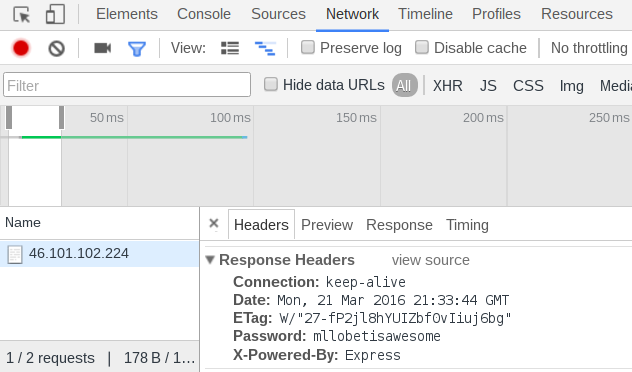 Elements Console Sources Network Timeline Profiles Resources
View: Preserve log Disable cache No throttling
Filter Hide data URLs All XHR JS CSS Img Media
50 ms 100 ms 150 ms 200 ms 250 ms
Name × Headers Preview Response Timing
46.101.102.224
Response Headers view source
Connection: keep-alive
Date: Mon, 21 Mar 2016 21:33:44 GMT
ETag: W/"27-fP2jl8hYUIZbfOvIiuj6bg"
Password: mllobetisawesome
X-Powered-By: Express
1 / 2 requests | 178 B / 1…